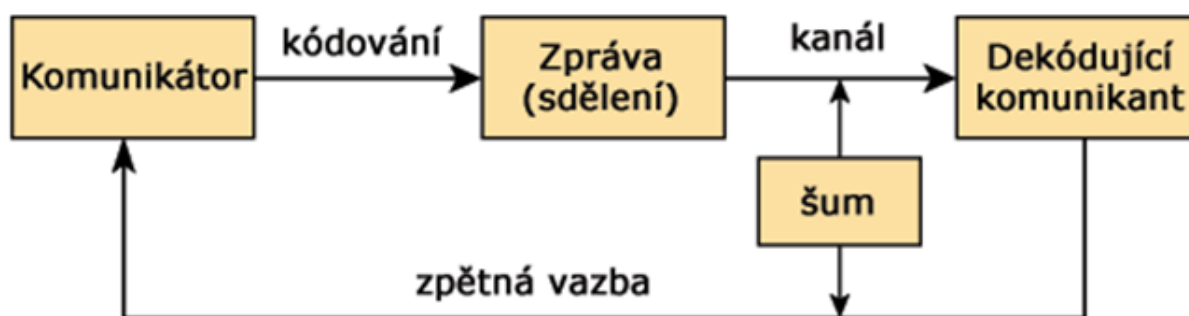 Komunikátor
kódování
Zpráva
(sdělení)
kanál
Dekódující
komunikant
šum
zpětná vazba